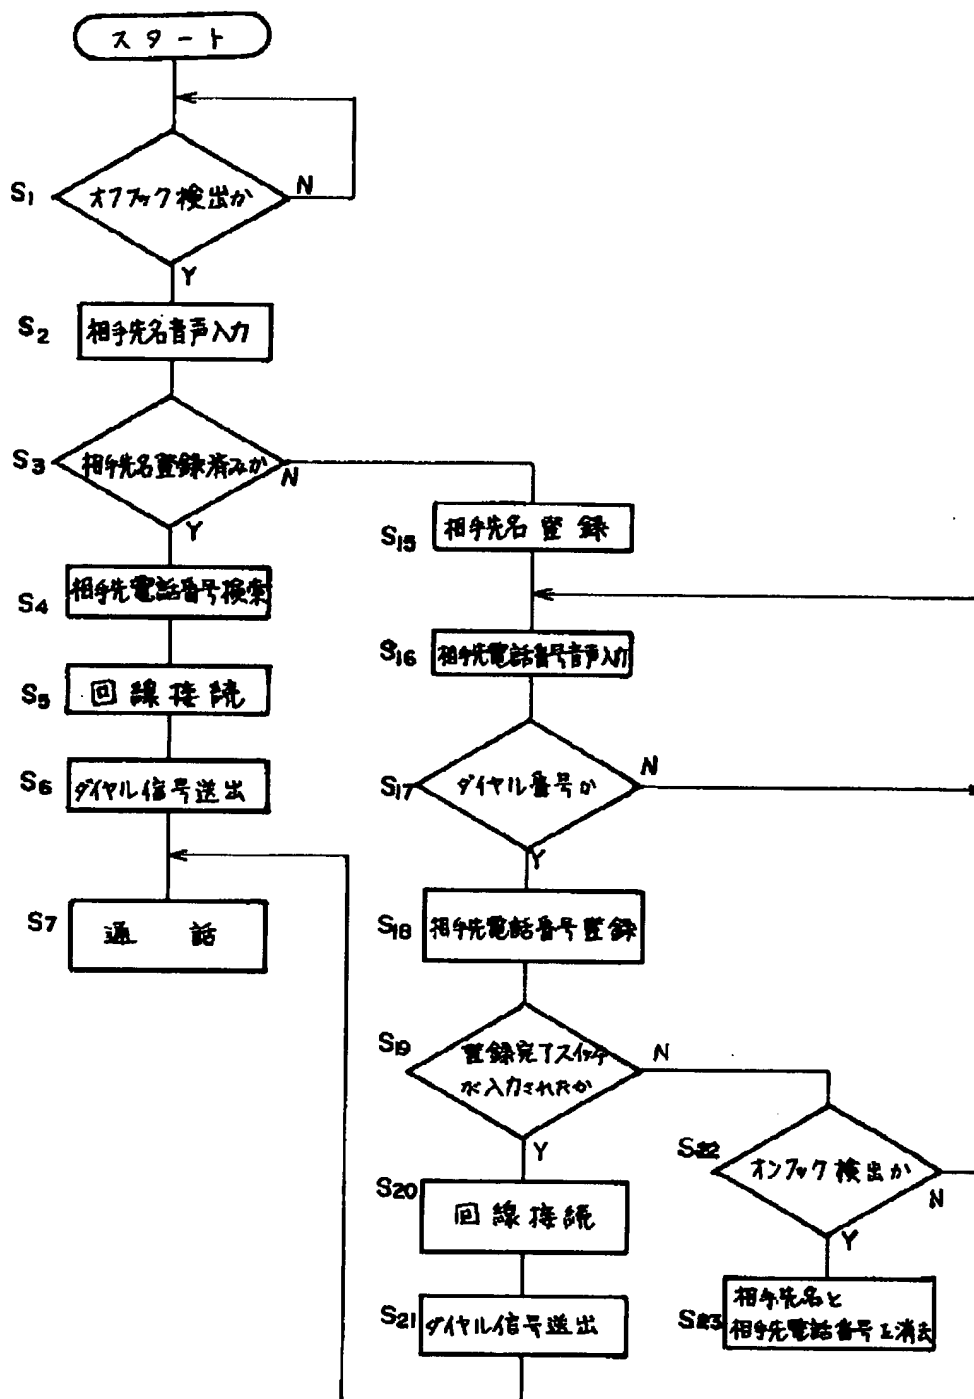 スタート
S1
オフフック検出か
N
Y
S2
相手先名音声入力
S3
相手先名登録済みか
N
Y
S4
相手先電話番号検索
S5
回線接続
S6
ダイヤル信号送出
S7
通話
S15
相手先名登録
S16
相手先電話番号音声入力
S17
ダイヤル番号か
N
Y
S18
相手先電話番号登録
S19
登録完了スイッチ
が入力されたか
N
Y
S20
回線接続
S21
ダイヤル信号送出
S22
オンフック検出か
N
Y
S23
相手先名と
相手先電話番号を消去